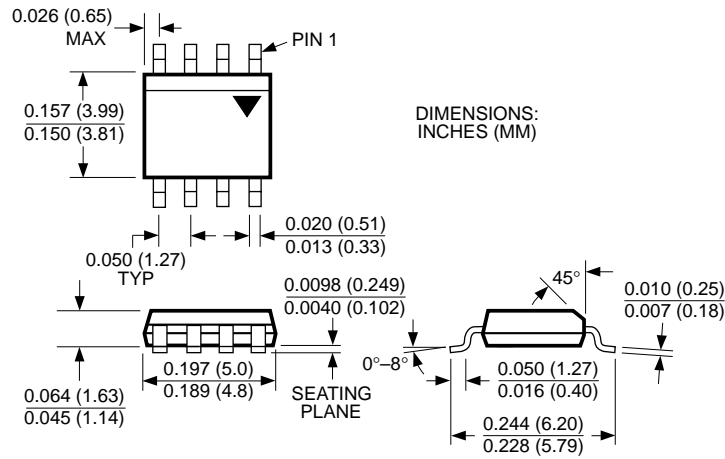 0.026 (0.65)
MAX
PIN 1
0.157 (3.99)
0.150 (3.81)
DIMENSIONS:
INCHES (MM)
0.020 (0.51)
0.013 (0.33)
0.050 (1.27)
TYP
0.0098 (0.249)
0.0040 (0.102)
45°
0.010 (0.25)
0.007 (0.18)
0°–8°
0.064 (1.63)
0.045 (1.14)
0.197 (5.0)
0.189 (4.8)
SEATING
PLANE
0.050 (1.27)
0.016 (0.40)
0.244 (6.20)
0.228 (5.79)